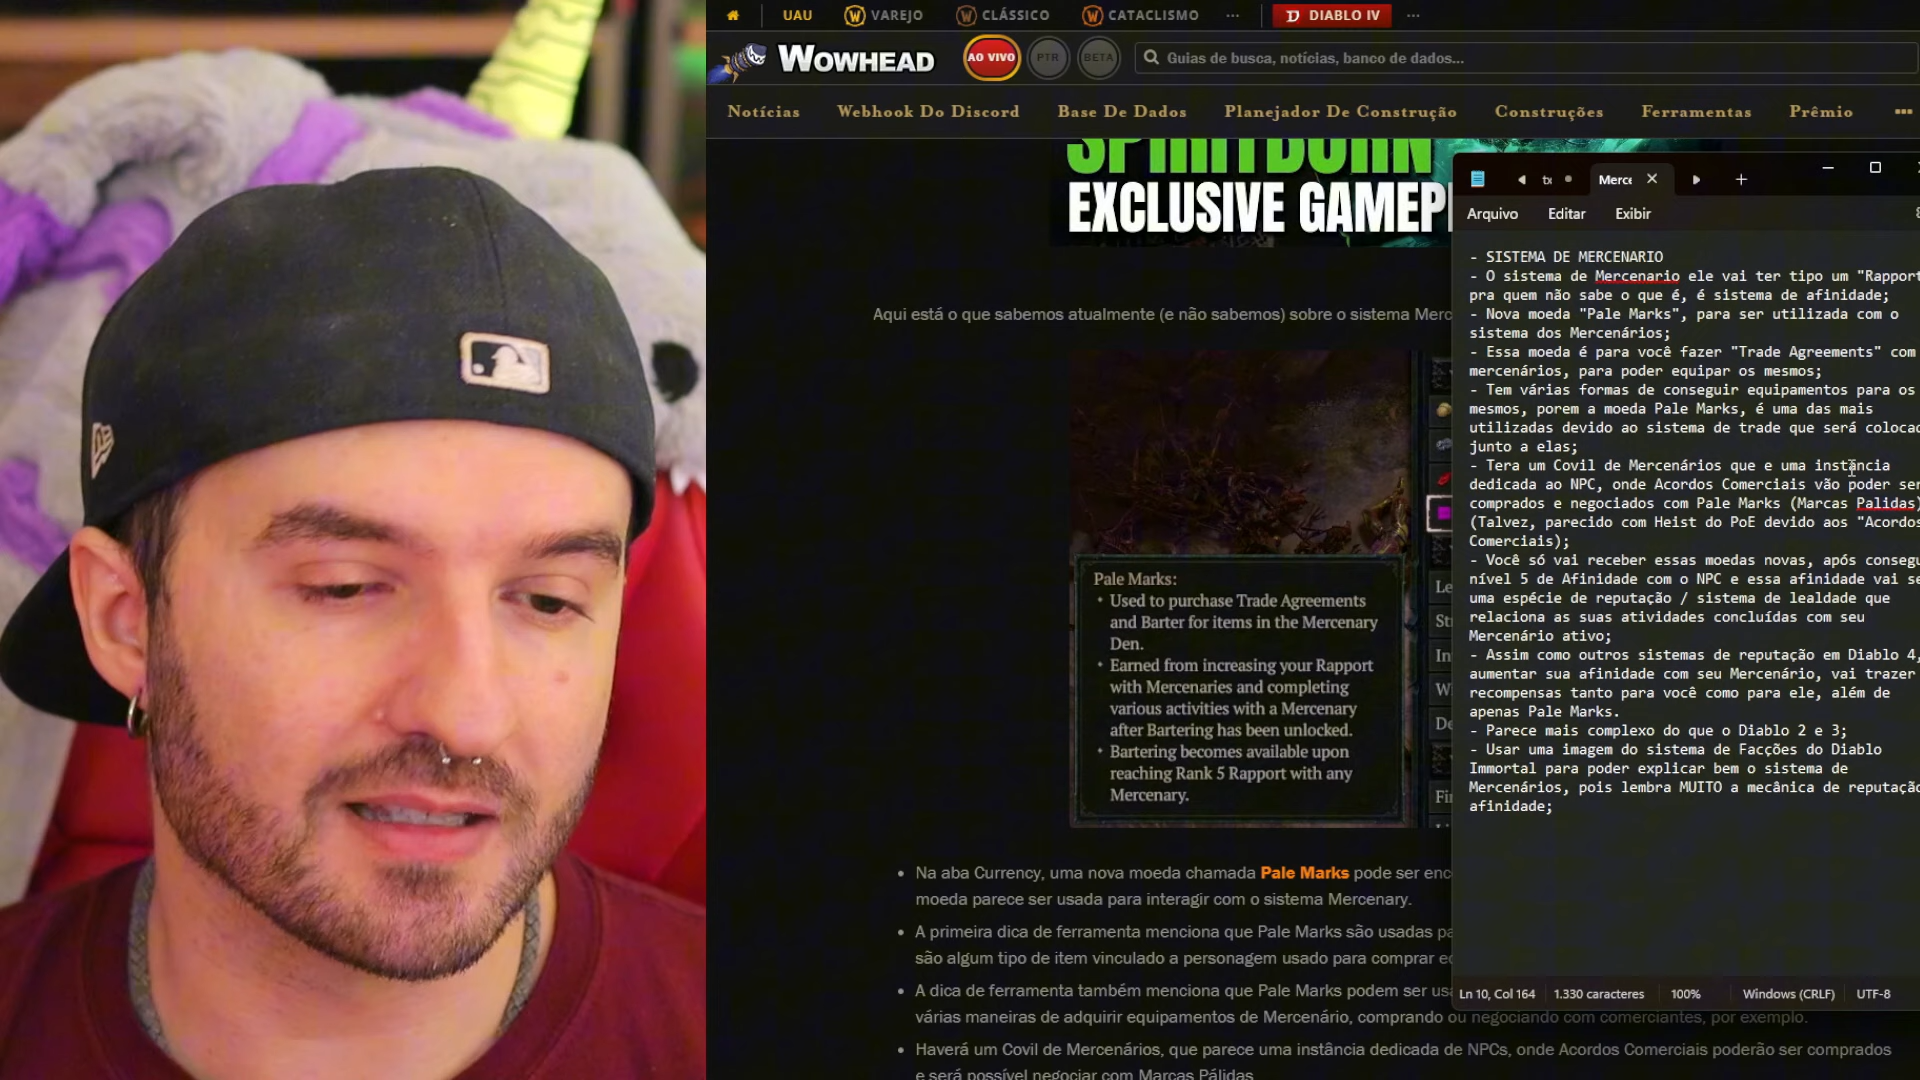 UAU
VAREJO
CLÁSSICO
CATACLISMO
DIABLO IV
WOWHEAD
AO VIVO
PTR
BETA
Guias de busca, notícias, banco de dados...
Notícias
Webhook Do Discord
Base De Dados
Planejador De Construção
Construções
Ferramentas
Prêmio
EXCLUSIVE GAMEP
Aqui está o que sabemos atualmente (e não sabemos) sobre o sistema Merc
Pale Marks:
• Used to purchase Trade Agreements
and Barter for items in the Mercenary
Den.
• Earned from increasing your Rapport
with Mercenaries and completing
various activities with a Mercenary
after Bartering has been unlocked.
• Bartering becomes available upon
reaching Rank 5 Rapport with any
Mercenary.
• Na aba Currency, uma nova moeda chamada Pale Marks pode ser enc
moeda parece ser usada para interagir com o sistema Mercenary.
• A primeira dica de ferramenta menciona que Pale Marks são usadas pa
são algum tipo de item vinculado a personagem usado para comprar ec
• A dica de ferramenta também menciona que Pale Marks podem ser usa
várias maneiras de adquirir equipamentos de Mercenário, comprando ou negociando com comerciantes, por exemplo.
• Haverá um Covil de Mercenários, que parece uma instância dedicada de NPCs, onde Acordos Comerciais poderão ser comprados
e será possível negociar com Marcas Pálidas
Merce
Arquivo
Editar
Exibir
- SISTEMA DE MERCENARIO
- O sistema de Mercenario ele vai ter tipo um "Rapport
pra quem não sabe o que é, é sistema de afinidade;
- Nova moeda "Pale Marks", para ser utilizada com o
sistema dos Mercenários;
- Essa moeda é para você fazer "Trade Agreements" com
mercenários, para poder equipar os mesmos;
- Tem várias formas de conseguir equipamentos para os
mesmos, porem a moeda Pale Marks, é uma das mais
utilizadas devido ao sistema de trade que será colocad
junto a elas;
- Tera um Covil de Mercenários que e uma instância
dedicada ao NPC, onde Acordos Comerciais vão poder ser
comprados e negociados com Pale Marks (Marcas Palidas)
(Talvez, parecido com Heist do PoE devido aos "Acordos
Comerciais);
- Você só vai receber essas moedas novas, após consegu
nível 5 de Afinidade com o NPC e essa afinidade vai se
uma espécie de reputação / sistema de lealdade que
relaciona as suas atividades concluídas com seu
Mercenário ativo;
- Assim como outros sistemas de reputação em Diablo 4,
aumentar sua afinidade com seu Mercenário, vai trazer
recompensas tanto para você como para ele, além de
apenas Pale Marks.
- Parece mais complexo do que o Diablo 2 e 3;
- Usar uma imagem do sistema de Facções do Diablo
Immortal para poder explicar bem o sistema de
Mercenários, pois lembra MUITO a mecânica de reputação
afinidade;
Ln 10, Col 164
1.330 caracteres
100%
Windows (CRLF)
UTF-8